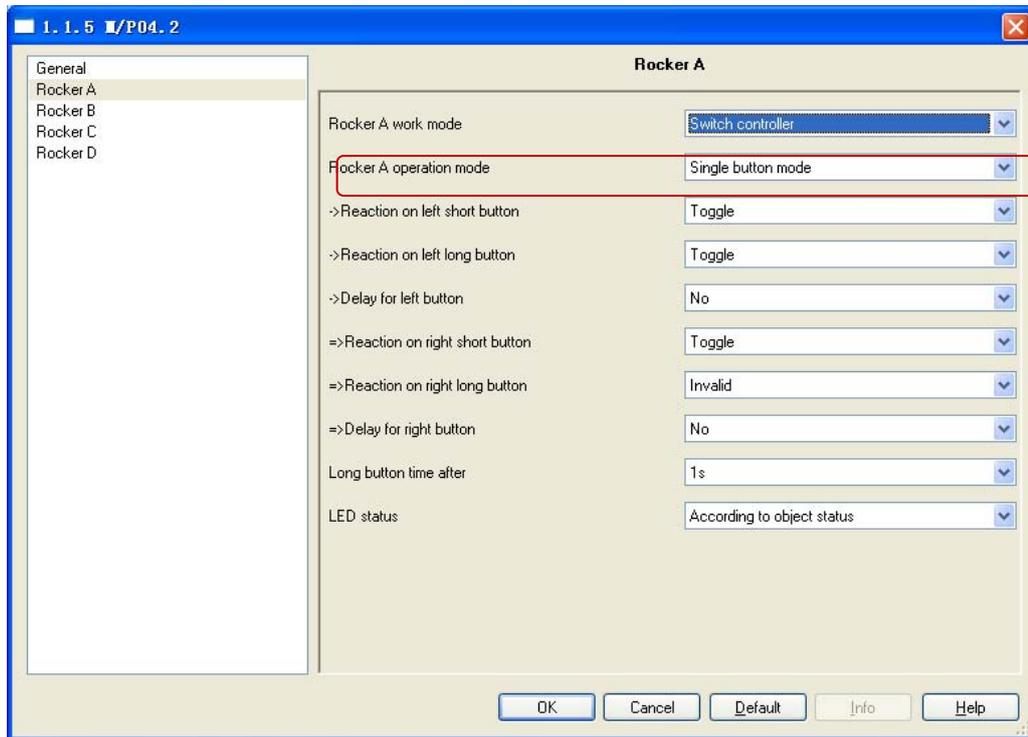 1.1.5 M/P04.2
General
Rocker A
Rocker B
Rocker C
Rocker D
Rocker A
Rocker A work mode Switch controller
Rocker A operation mode Single button mode
->Reaction on left short button Toggle
->Reaction on left long button Toggle
->Delay for left button No
=>Reaction on right short button Toggle
=>Reaction on right long button Invalid
=>Delay for right button No
Long button time after 1s
LED status According to object status
OK Cancel Default Info Help